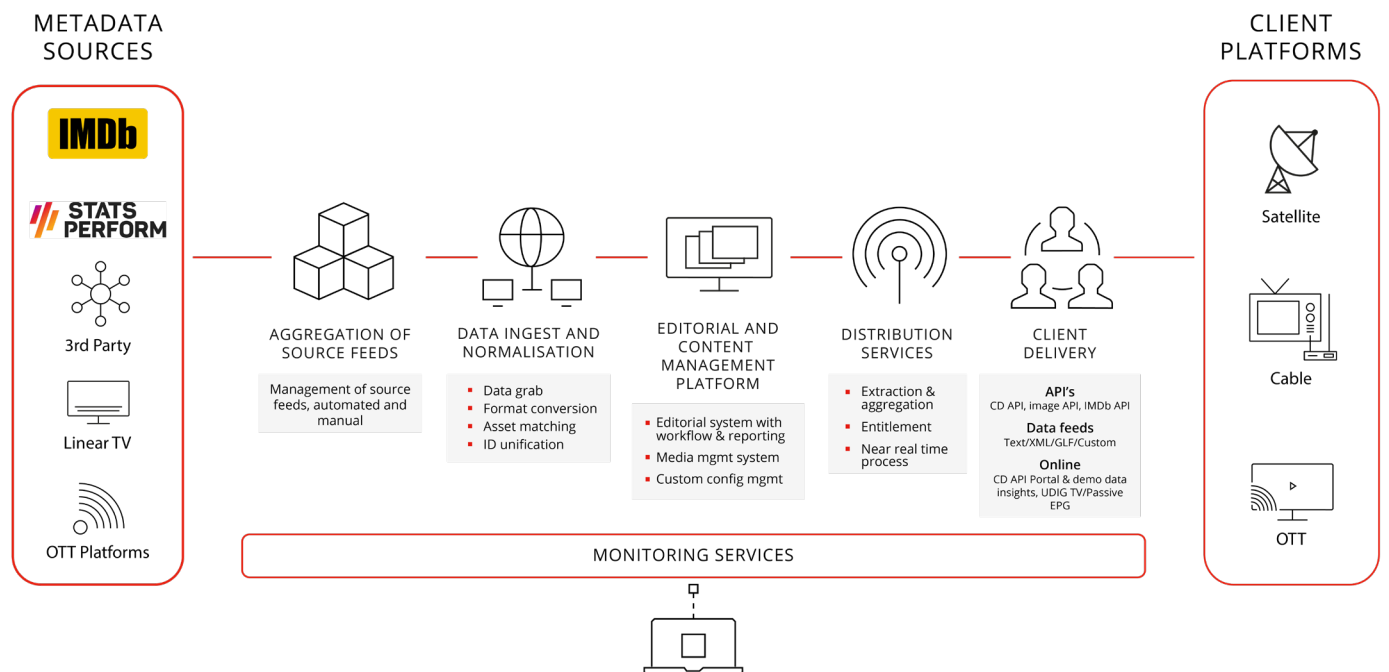 METADATA
SOURCES
IMDb
STATS
PERFORM
3rd Party
Linear TV
OTT Platforms
AGGREGATION OF
SOURCE FEEDS
Management of source
feeds, automated and
manual
DATA INGEST AND
NORMALISATION
Data grab
Format conversion
Asset matching
ID unification
EDITORIAL AND
CONTENT
MANAGEMENT
PLATFORM
Editorial system with
workflow & reporting
Media mgmt system
Custom config mgmt
DISTRIBUTION
SERVICES
Extraction &
aggregation
Entitlement
Near real time
process
CLIENT
DELIVERY
API's
CD API, image API, IMDb API
Data feeds
Text/XML/GLF/Custom
Online
CD API Portal & demo data
insights, UDIG TV/Passive
EPG
MONITORING SERVICES
CLIENT
PLATFORMS
Satellite
Cable
OTT